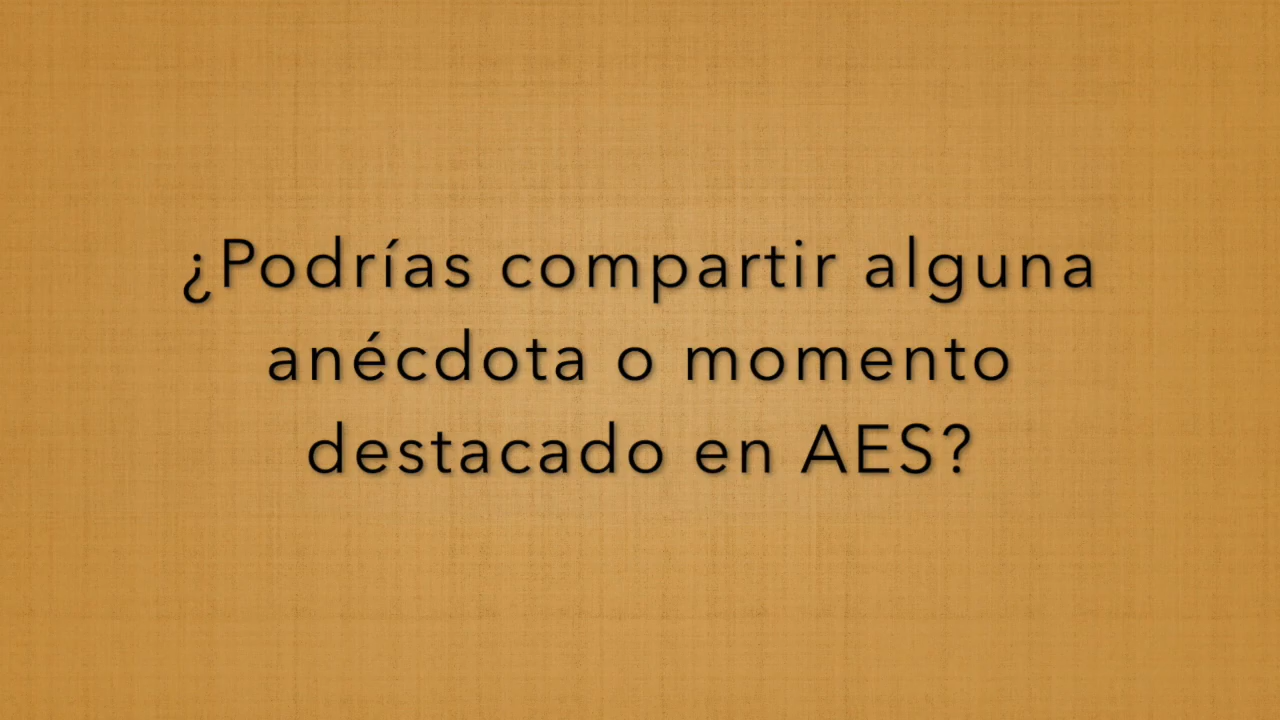 ¿Podrías compartir alguna
anécdota o momento
destacado en AES?